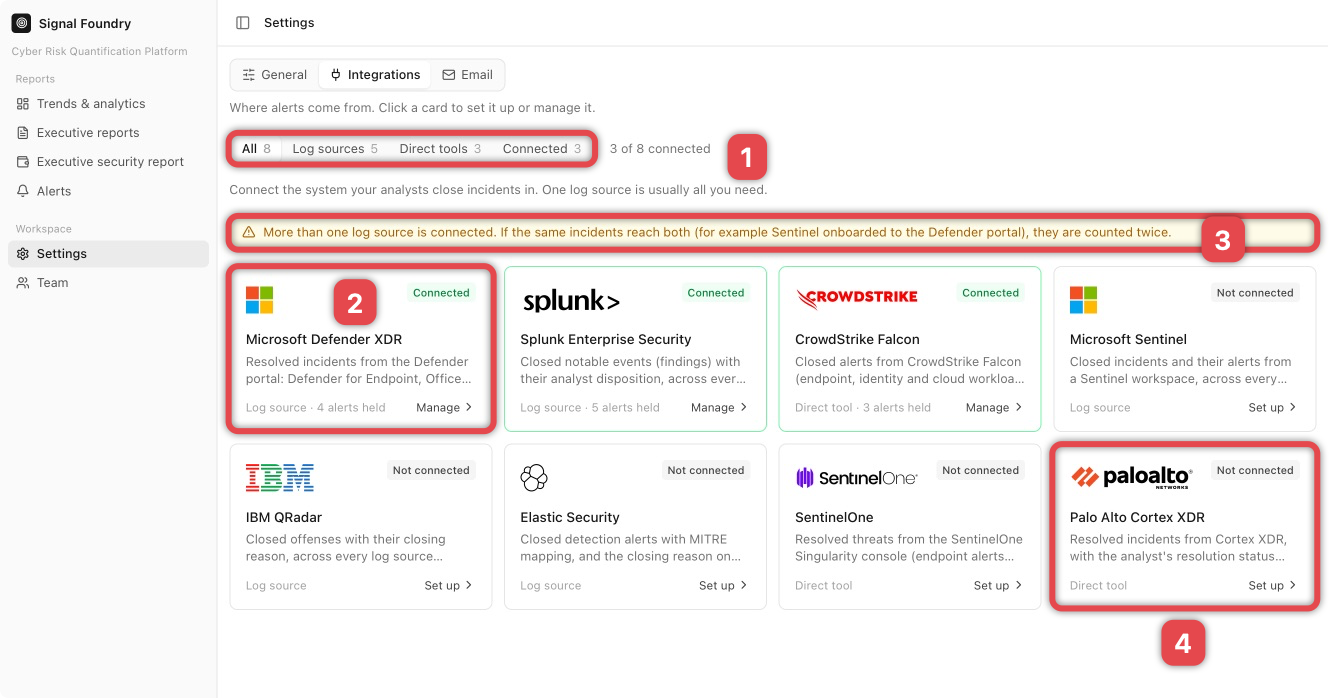 Signal Foundry
Cyber Risk Quantification Platform
Reports
Trends & analytics
Executive reports
Executive security report
Alerts
Workspace
Settings
Team
Settings
General
Integrations
Email
Where alerts come from. Click a card to set it up or manage it.
All 8
Log sources 5
Direct tools 3
Connected 3
3 of 8 connected
1
Connect the system your analysts close incidents in. One log source is usually all you need.
More than one log source is connected. If the same incidents reach both (for example Sentinel onboarded to the Defender portal), they are counted twice.
3
2
Connected
Microsoft Defender XDR
Resolved incidents from the Defender
portal: Defender for Endpoint, Office...
Log source · 4 alerts held
Manage
splunk>
Connected
Splunk Enterprise Security
Closed notable events (findings) with
their analyst disposition, across ever...
Log source · 5 alerts held
Manage
CROWDSTRIKE
Connected
CrowdStrike Falcon
Closed alerts from CrowdStrike Falcon
(endpoint, identity and cloud workloa...
Direct tool · 3 alerts held
Manage
Not connected
Microsoft Sentinel
Closed incidents and their alerts from
a Sentinel workspace, across every...
Log source
Set up
IBM
Not connected
IBM QRadar
Closed offenses with their closing
reason, across every log source...
Log source
Set up
Not connected
Elastic Security
Closed detection alerts with MITRE
mapping, and the closing reason on...
Log source
Set up
SentinelOne
Not connected
SentinelOne
Resolved threats from the SentinelOne
Singularity console (endpoint alerts...
Direct tool
Set up
paloalto
NETWORKS
Not connected
Palo Alto Cortex XDR
Resolved incidents from Cortex XDR,
with the analyst's resolution status...
Direct tool
Set up
4